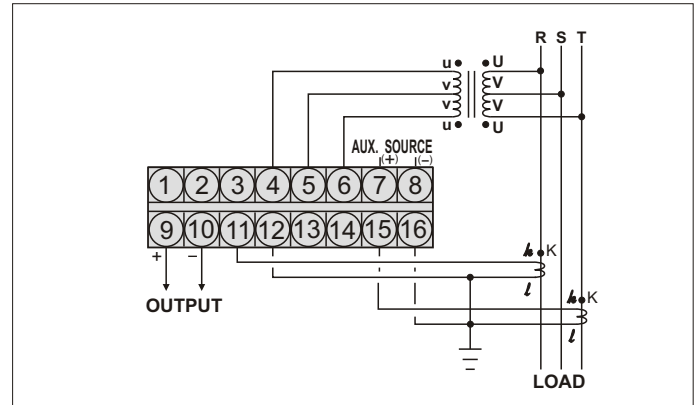 R S T
u U
v V
v V
u U
AUX. SOURCE
(+) (−)
1 2 3 4 5 6 7 8
9 10 11 12 13 14 15 16
+ −
OUTPUT
k K
l
k K
l
LOAD